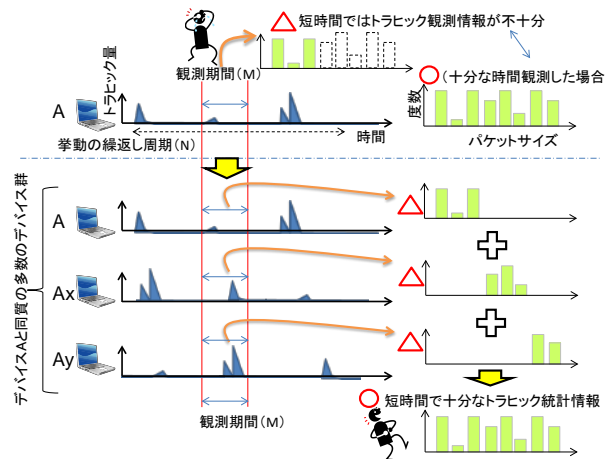 短時間ではトラヒック観測情報が不十分
トラヒック量
観測期間(M)
(十分な時間観測した場合
度数
A
時間
挙動の繰返し周期(N)
パケットサイズ
デバイスAと同質の多数のデバイス群
A
Ax
Ay
観測期間(M)
短時間で十分なトラヒック統計情報